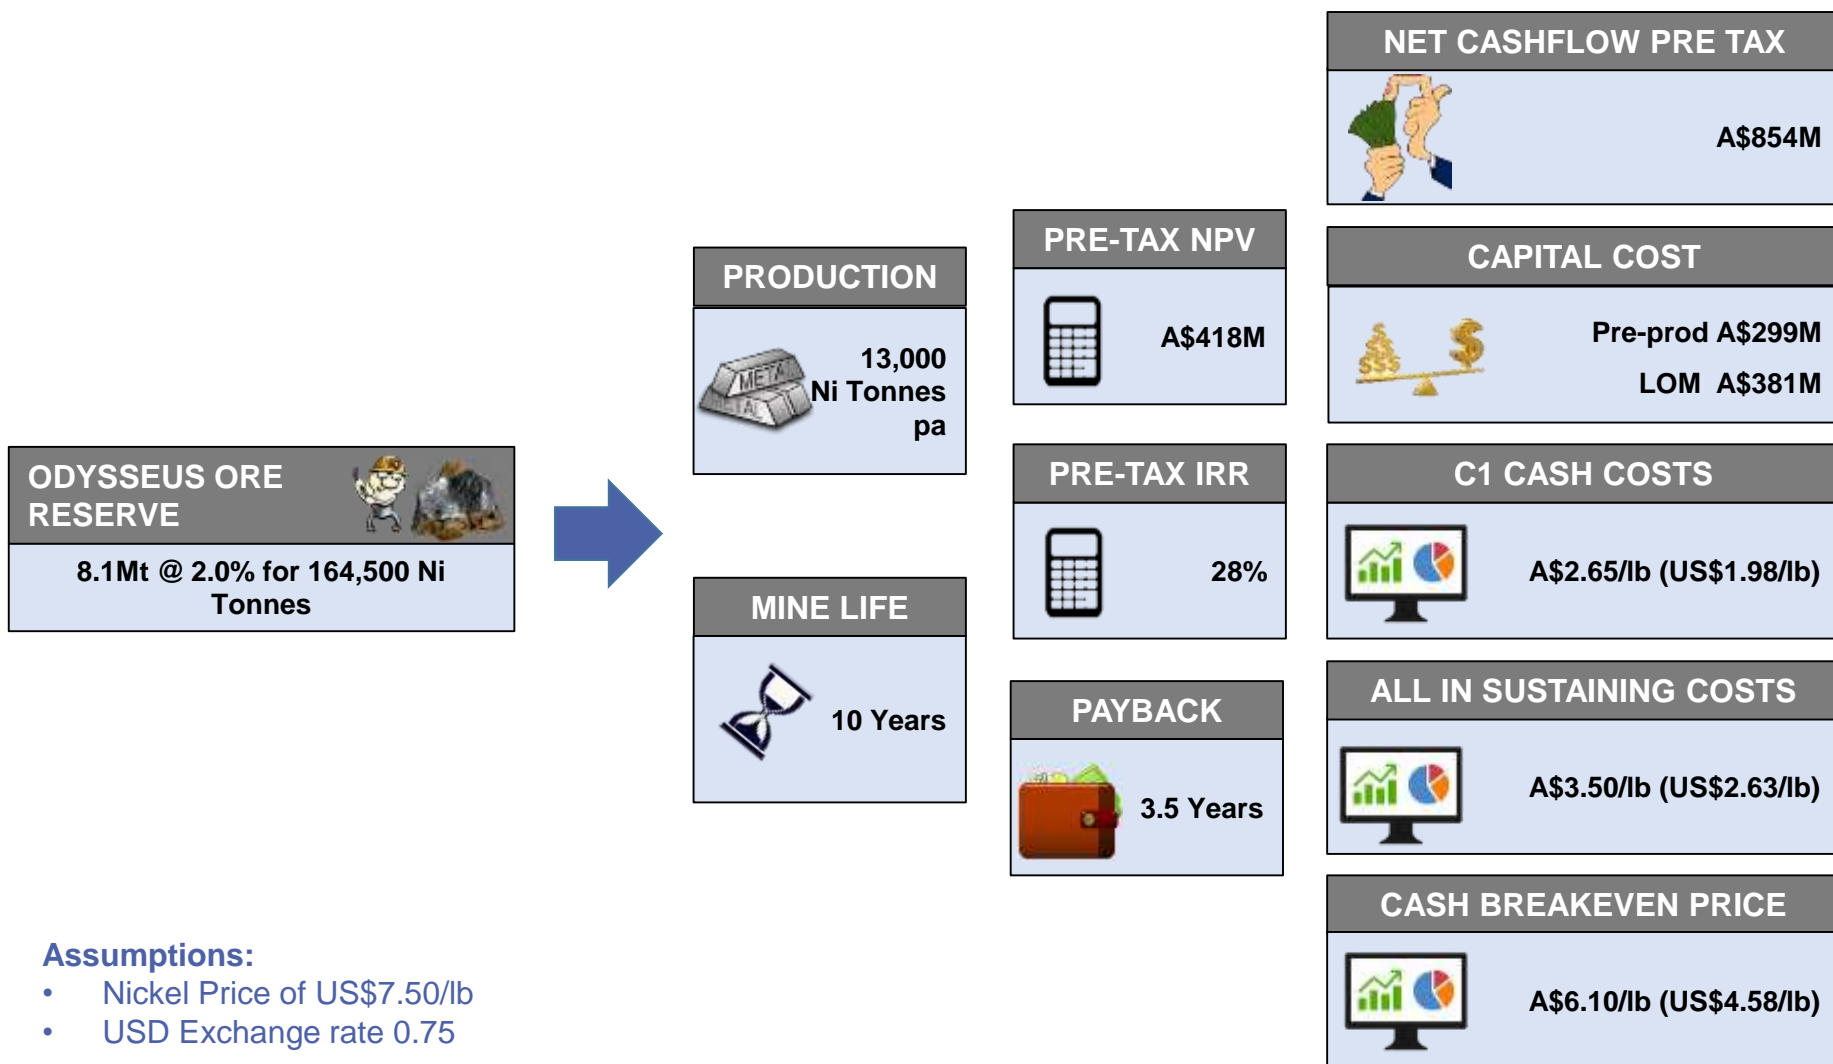 ODYSSEUS ORE
RESERVE
8.1Mt @ 2.0% for 164,500 Ni
Tonnes
PRODUCTION
METAL
METAL
13,000
Ni Tonnes
pa
MINE LIFE
10 Years
PRE-TAX NPV
A$418M
PRE-TAX IRR
28%
PAYBACK
3.5 Years
NET CASHFLOW PRE TAX
A$854M
CAPITAL COST
Pre-prod A$299M
LOM A$381M
C1 CASH COSTS
A$2.65/lb (US$1.98/lb)
ALL IN SUSTAINING COSTS
A$3.50/lb (US$2.63/lb)
CASH BREAKEVEN PRICE
A$6.10/lb (US$4.58/lb)
Assumptions:
• Nickel Price of US$7.50/lb
• USD Exchange rate 0.75